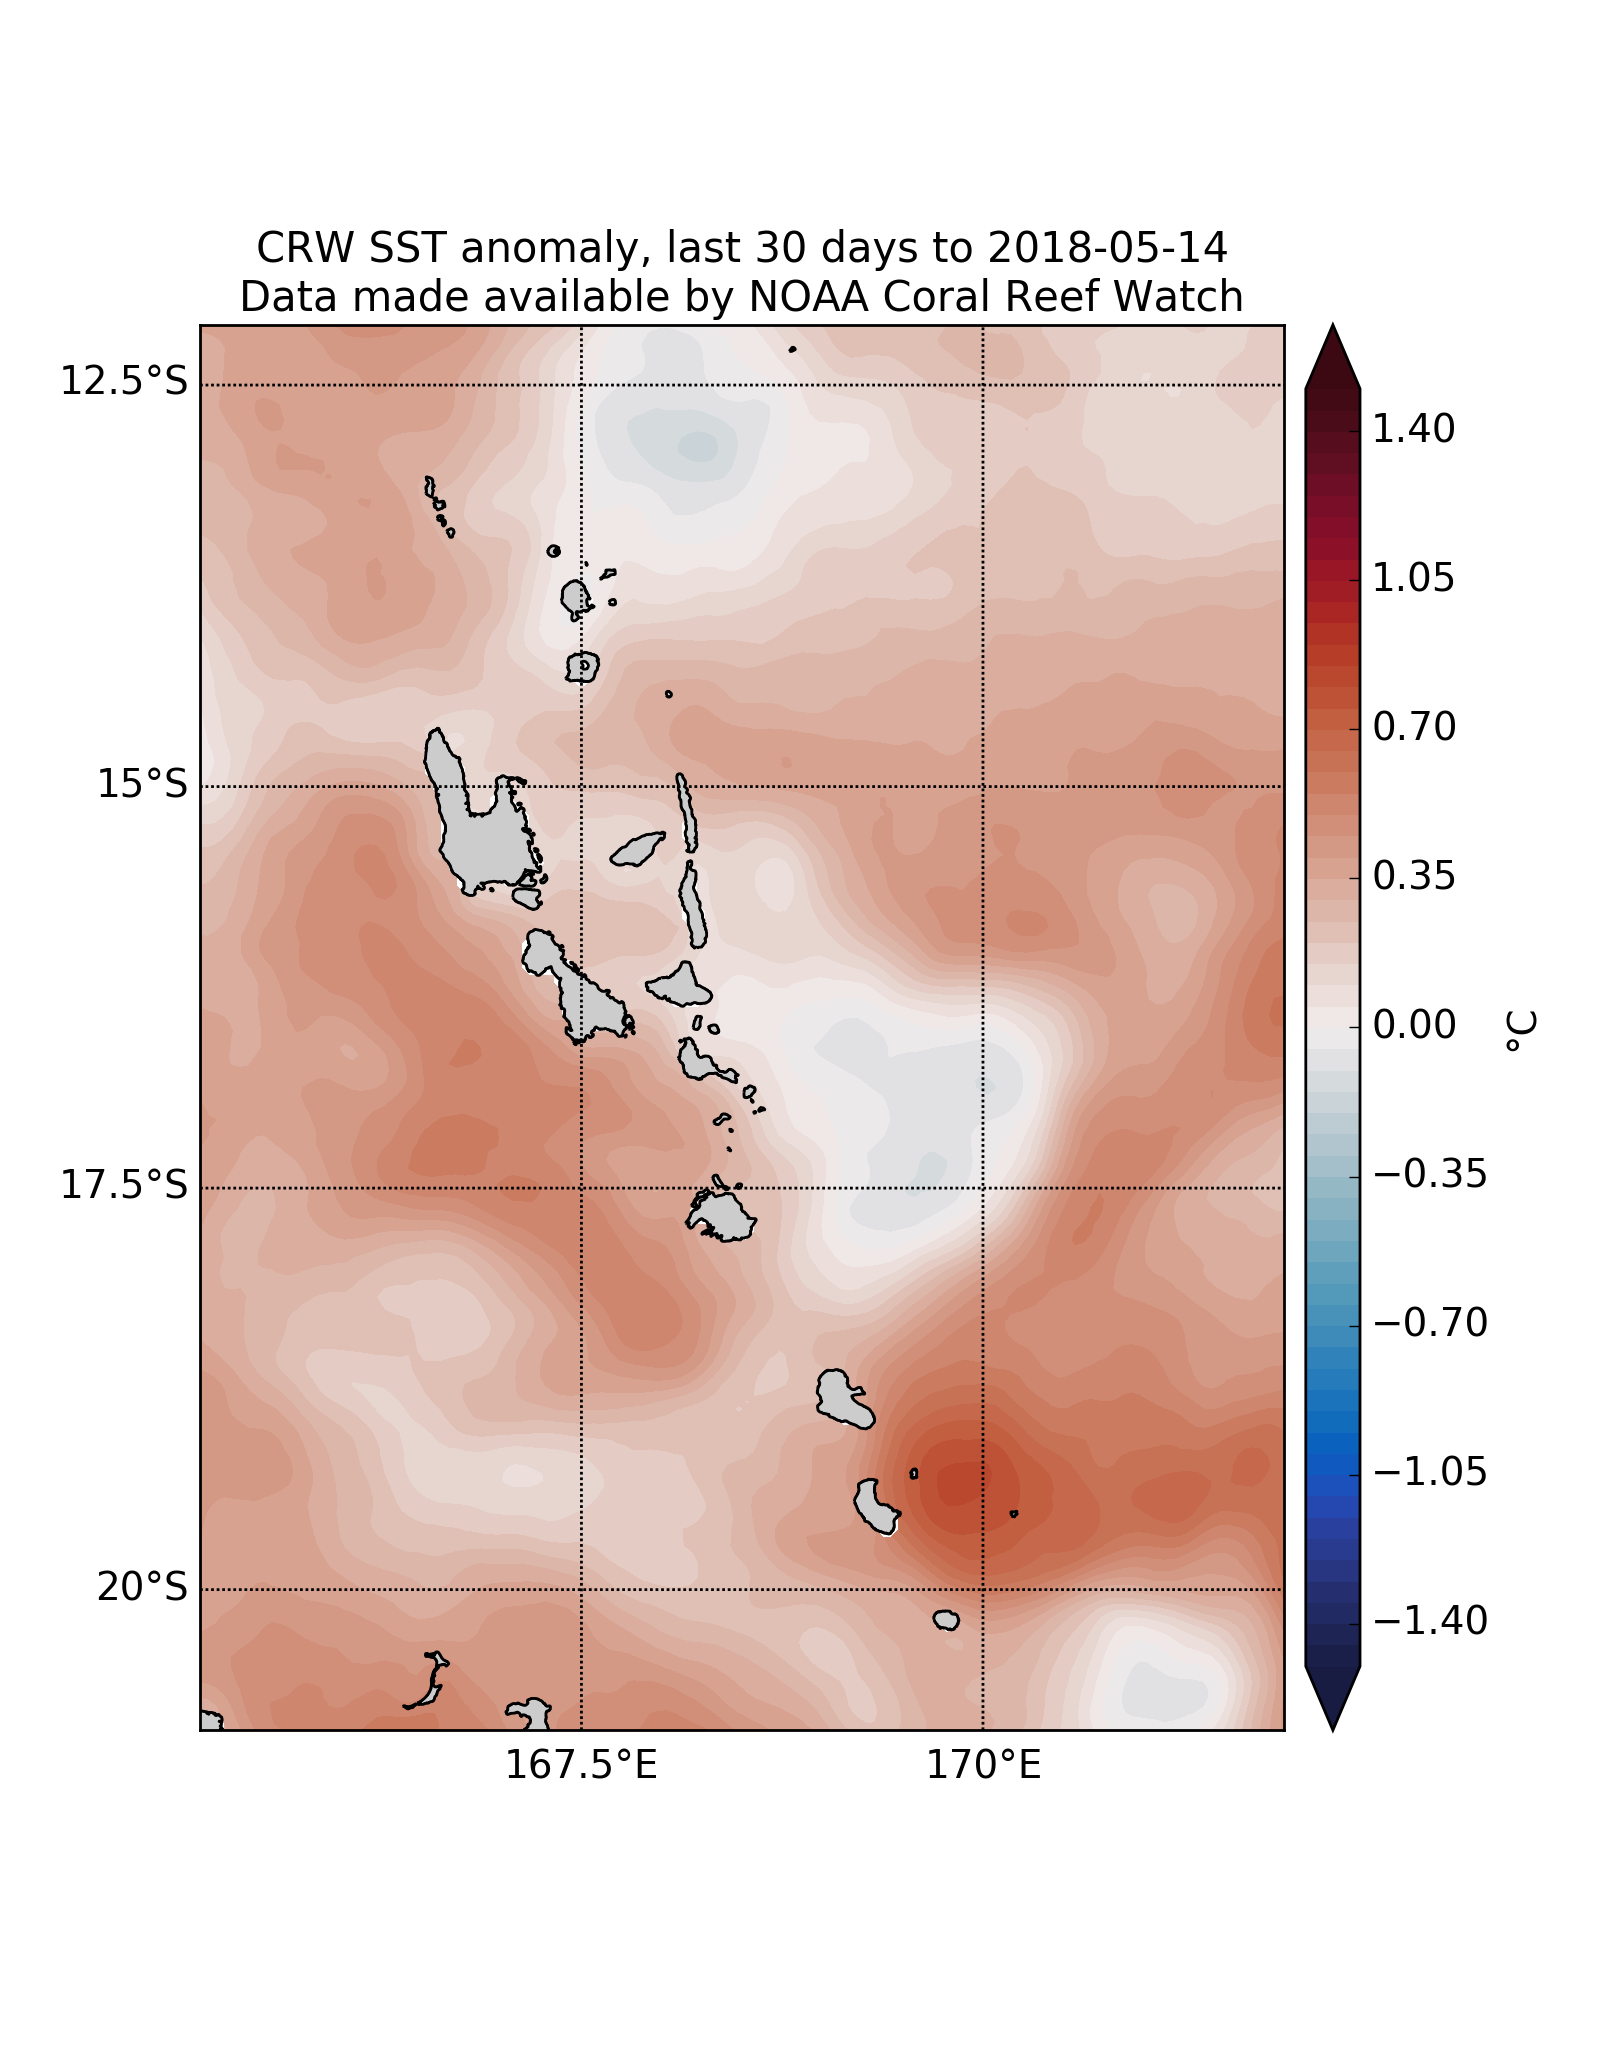 CRW SST anomaly, last 30 days to 2018-05-14
Data made available by NOAA Coral Reef Watch
12.5°S
15°S
17.5°S
20°S
167.5°E
170°E
1.40
1.05
0.70
0.35
0.00
−0.35
−0.70
−1.05
−1.40
°C